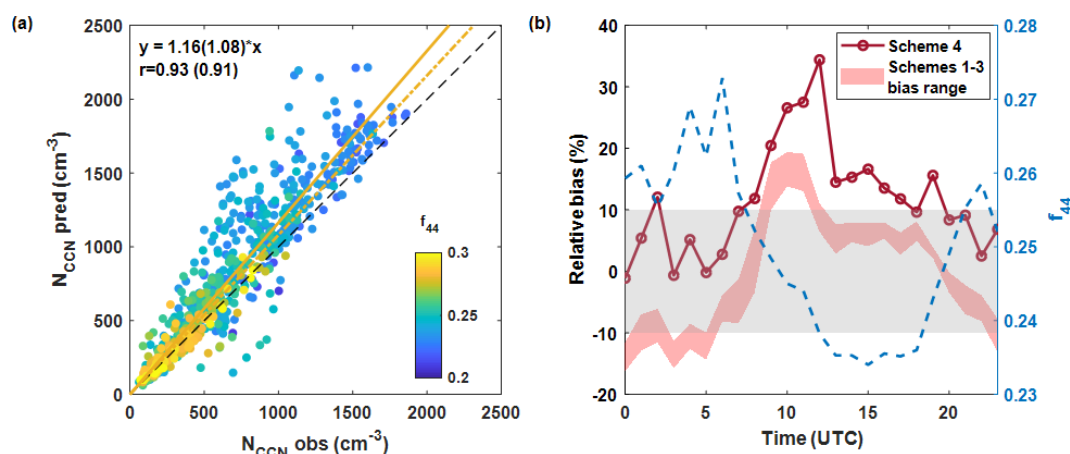 (a)
y = 1.16(1.08)*x
r=0.93 (0.91)
2500
2000
1500
1000
500
0
N_CCN pred (cm⁻³)
f₄₄
0.3
0.25
0.2
0
500
1000
1500
2000
2500
N_CCN obs (cm⁻³)
(b)
Scheme 4
Schemes 1-3
bias range
40
30
20
10
0
-10
-20
Relative bias (%)
0.28
0.27
0.26
0.25
0.24
0.23
f₄₄
0
5
10
15
20
Time (UTC)